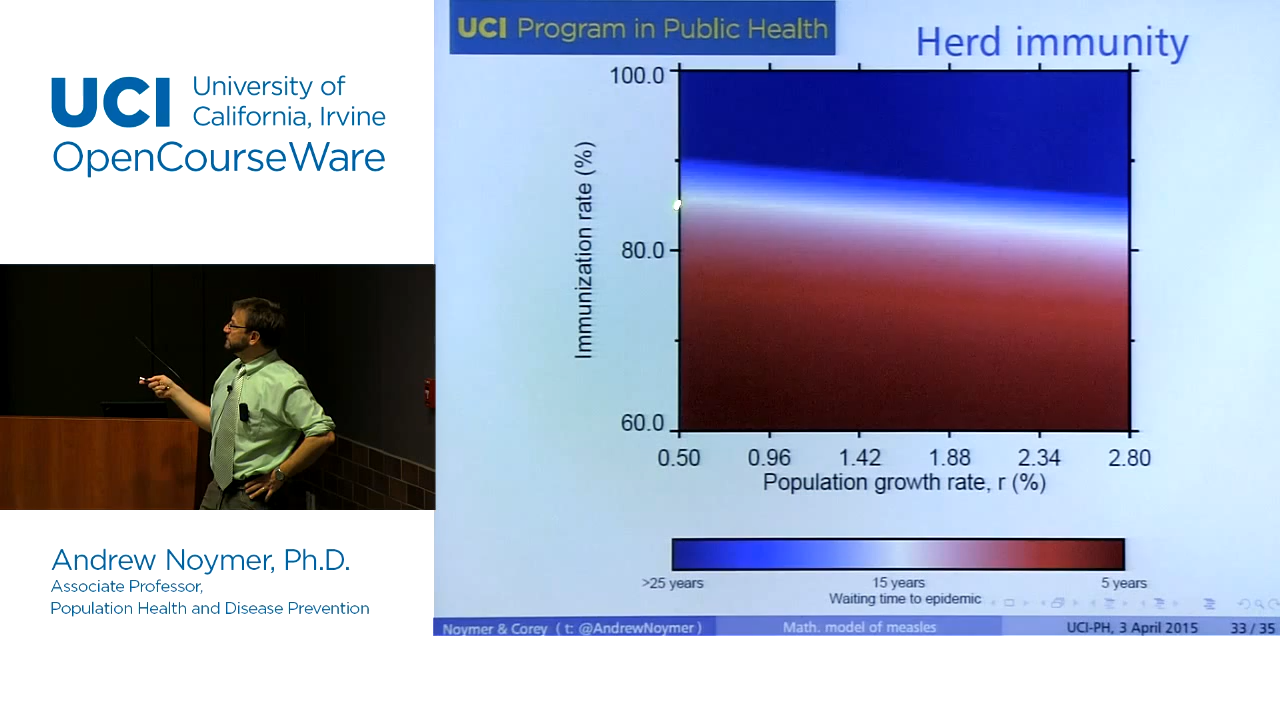 UCI University of
California, Irvine
OpenCourseWare
Andrew Noymer, Ph.D.
Associate Professor,
Population Health and Disease Prevention
UCI Program in Public Health
Herd immunity
100.0
80.0
60.0
Immunization rate (%)
0.50 0.96 1.42 1.88 2.34 2.80
Population growth rate, r (%)
>25 years 15 years 5 years
Waiting time to epidemic
Noymer & Corey ( t: @AndrewNoymer ) Math. model of measles UCI-PH, 3 April 2015 33 / 35